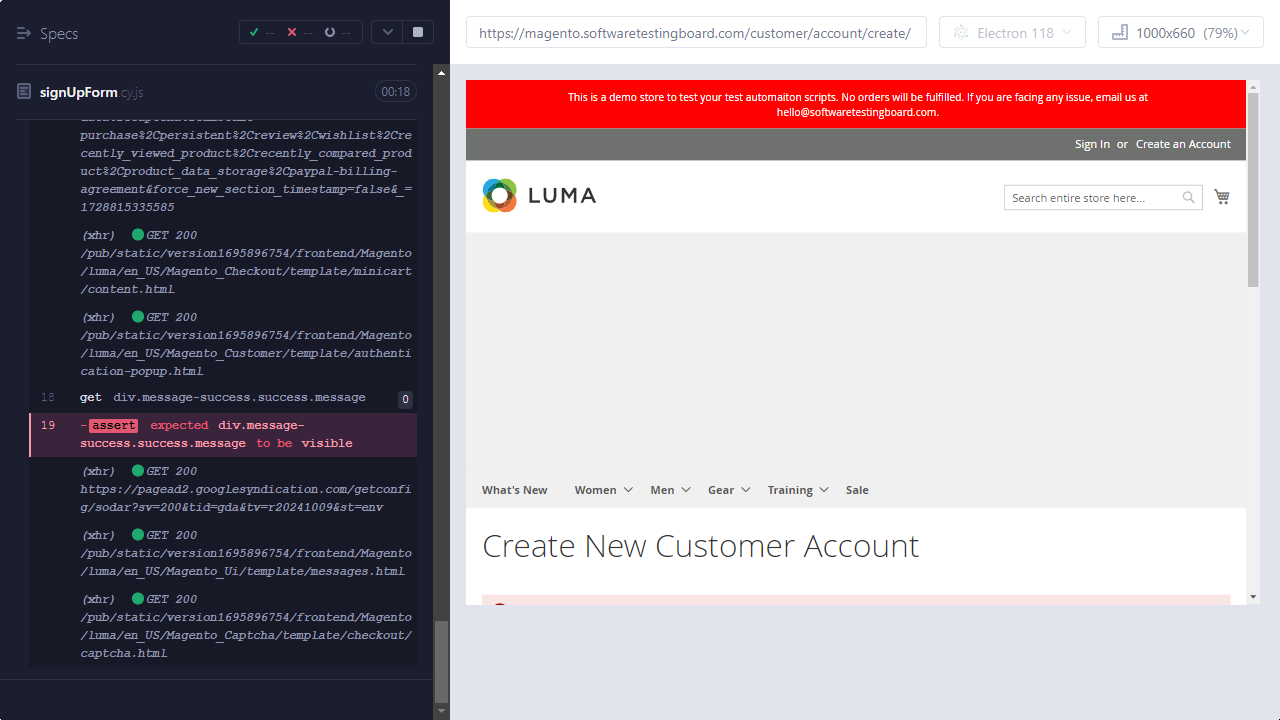 Specs
-- -- --
signUpForm.cy.js
00:18
purchase%2Cpersistent%2Creview%2Cwishlist%2Cre
cently_viewed_product%2Crecently_compared_prod
uct%2Cproduct_data_storage%2Cpaypal-billing-
agreement&force_new_section_timestamp=false&_=
1728815335585
(xhr) GET 200
/pub/static/version1695896754/frontend/Magento
/luma/en_US/Magento_Checkout/template/minicart
/content.html
(xhr) GET 200
/pub/static/version1695896754/frontend/Magento
/luma/en_US/Magento_Customer/template/authenti
cation-popup.html
18 get div.message-success.success.message 0
19 -assert expected div.message-
success.success.message to be visible
(xhr) GET 200
https://pagead2.googlesyndication.com/getconfi
g/sodar?sv=200&tid=gda&tv=r20241009&st=env
(xhr) GET 200
/pub/static/version1695896754/frontend/Magento
/luma/en_US/Magento_Ui/template/messages.html
(xhr) GET 200
/pub/static/version1695896754/frontend/Magento
/luma/en_US/Magento_Captcha/template/checkout/
captcha.html
https://magento.softwaretestingboard.com/customer/account/create/
Electron 118
1000x660 (79%)
This is a demo store to test your test automaiton scripts. No orders will be fulfilled. If you are facing any issue, email us at
hello@softwaretestingboard.com.
Sign In or Create an Account
LUMA
Search entire store here...
What's New Women Men Gear Training Sale
Create New Customer Account